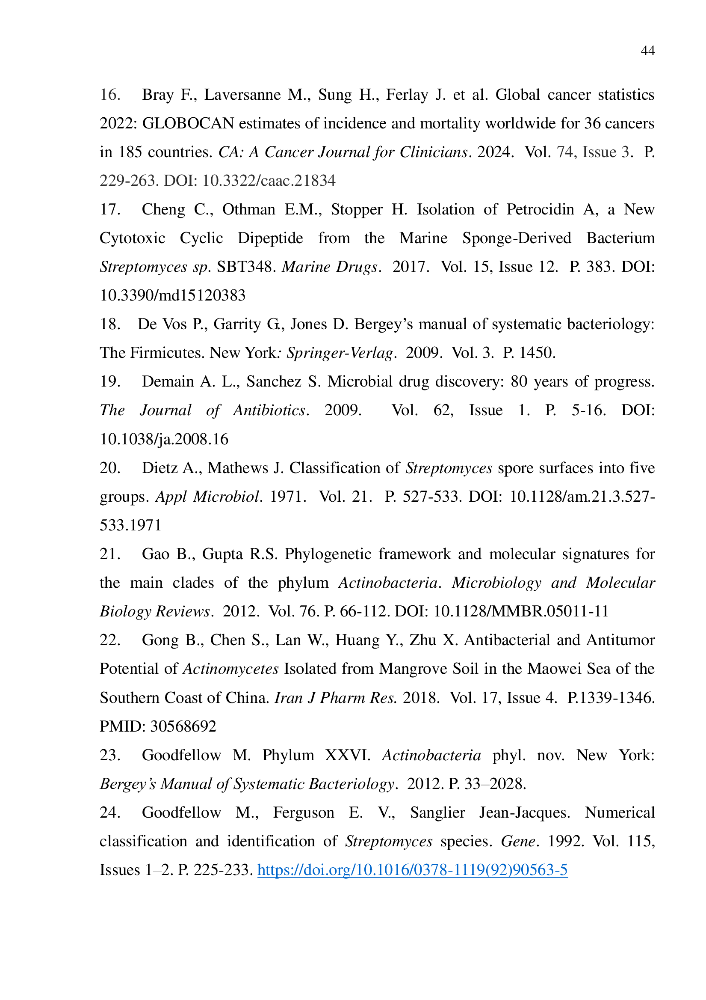 44
16. Bray F., Laversanne M., Sung H., Ferlay J. et al. Global cancer statistics
2022: GLOBOCAN estimates of incidence and mortality worldwide for 36 cancers
in 185 countries. CA: A Cancer Journal for Clinicians. 2024. Vol. 74, Issue 3. P.
229-263. DOI: 10.3322/caac.21834
17. Cheng C., Othman E.M., Stopper H. Isolation of Petrocidin A, a New
Cytotoxic Cyclic Dipeptide from the Marine Sponge-Derived Bacterium
Streptomyces sp. SBT348. Marine Drugs. 2017. Vol. 15, Issue 12. P. 383. DOI:
10.3390/md15120383
18. De Vos P., Garrity G., Jones D. Bergey’s manual of systematic bacteriology:
The Firmicutes. New York: Springer-Verlag. 2009. Vol. 3. P. 1450.
19. Demain A. L., Sanchez S. Microbial drug discovery: 80 years of progress.
The Journal of Antibiotics. 2009. Vol. 62, Issue 1. P. 5-16. DOI:
10.1038/ja.2008.16
20. Dietz A., Mathews J. Classification of Streptomyces spore surfaces into five
groups. Appl Microbiol. 1971. Vol. 21. P. 527-533. DOI: 10.1128/am.21.3.527-
533.1971
21. Gao B., Gupta R.S. Phylogenetic framework and molecular signatures for
the main clades of the phylum Actinobacteria. Microbiology and Molecular
Biology Reviews. 2012. Vol. 76. P. 66-112. DOI: 10.1128/MMBR.05011-11
22. Gong B., Chen S., Lan W., Huang Y., Zhu X. Antibacterial and Antitumor
Potential of Actinomycetes Isolated from Mangrove Soil in the Maowei Sea of the
Southern Coast of China. Iran J Pharm Res. 2018. Vol. 17, Issue 4. P.1339-1346.
PMID: 30568692
23. Goodfellow M. Phylum XXVI. Actinobacteria phyl. nov. New York:
Bergey’s Manual of Systematic Bacteriology. 2012. P. 33–2028.
24. Goodfellow M., Ferguson E. V., Sanglier Jean-Jacques. Numerical
classification and identification of Streptomyces species. Gene. 1992. Vol. 115,
Issues 1–2. P. 225-233. https://doi.org/10.1016/0378-1119(92)90563-5